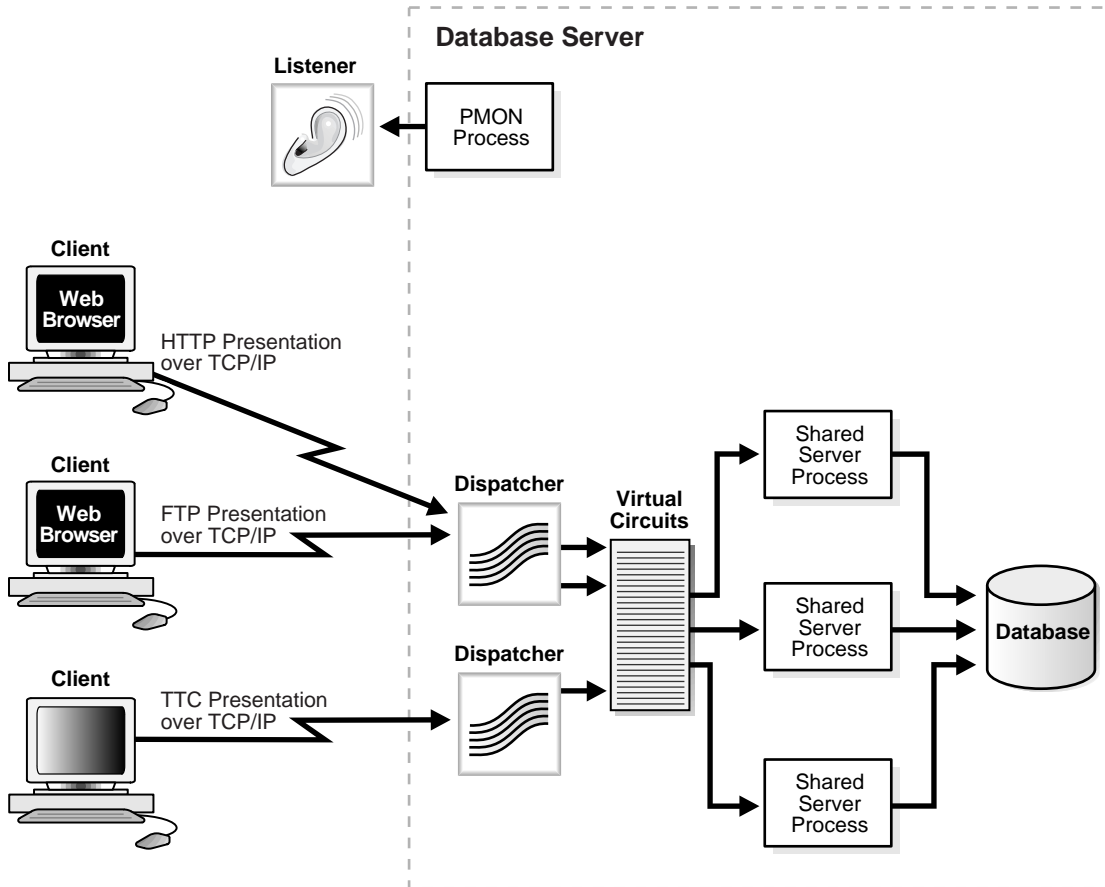 Database Server
Listener
PMON
Process
Client
Web
Browser
HTTP Presentation
over TCP/IP
Client
Web
Browser
FTP Presentation
over TCP/IP
Client
TTC Presentation
over TCP/IP
Dispatcher
Dispatcher
Virtual
Circuits
Shared
Server
Process
Shared
Server
Process
Shared
Server
Process
Database